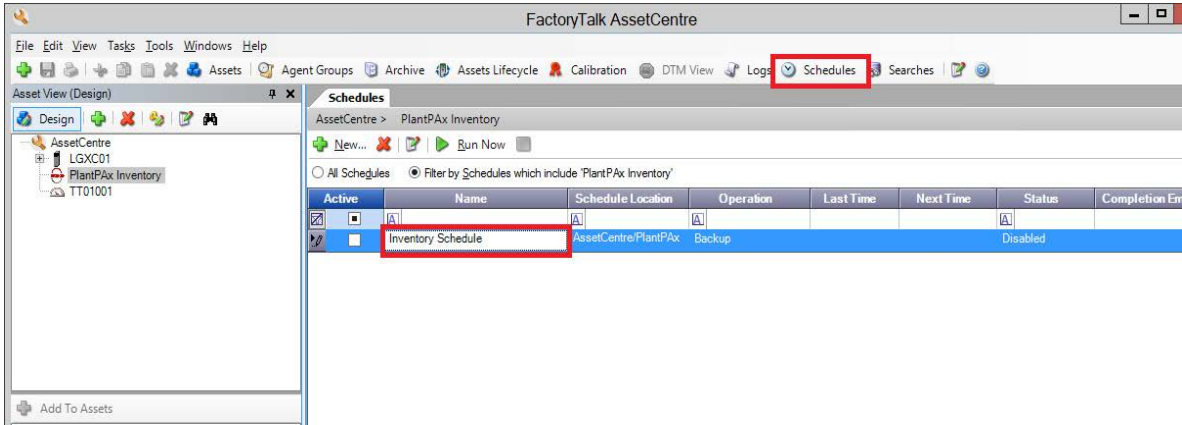 FactoryTalk AssetCentre
File Edit View Tasks Tools Windows Help
Assets Agent Groups Archive Assets Lifecycle Calibration DTM View Logs Schedules Searches
Asset View (Design)
Schedules
Design
AssetCentre > PlantPAx Inventory
AssetCentre
New... Run Now
LGXC01
PlantPAx Inventory
All Schedules Filter by Schedules which include 'PlantPAx Inventory'
TT01001
Active Name Schedule Location Operation Last Time Next Time Status Completion Em
A A A A
Inventory Schedule AssetCentre/PlantPAx Backup Disabled
Add To Assets